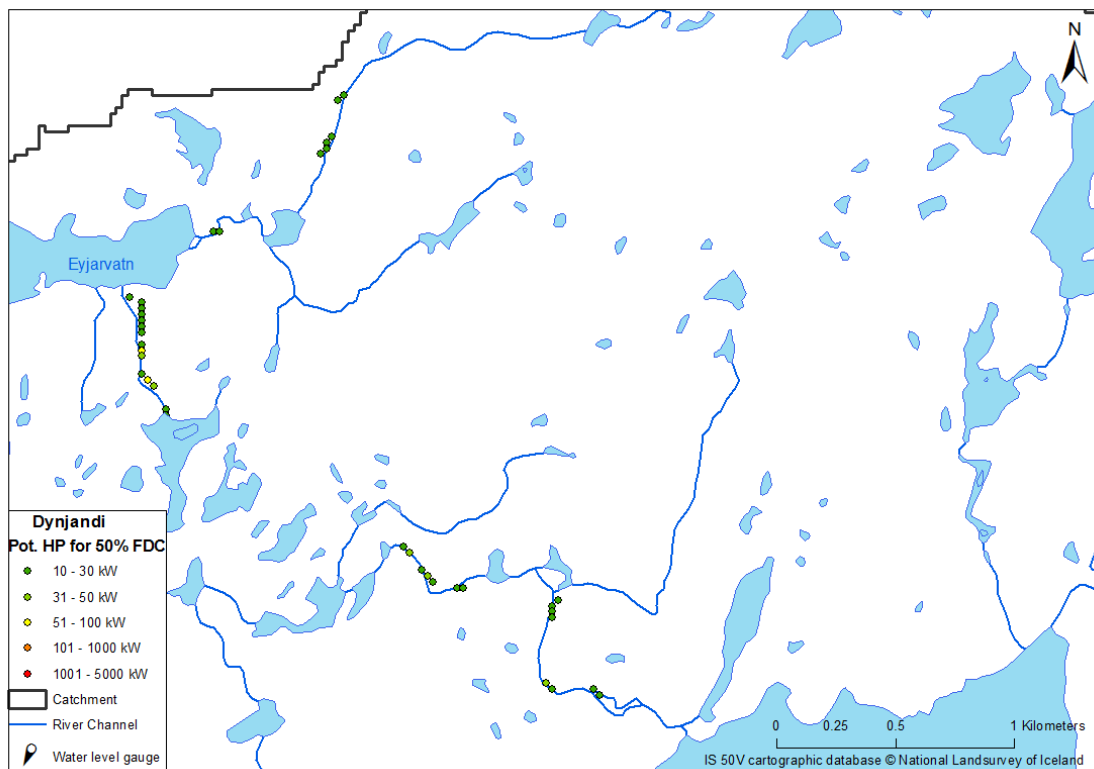 N
Eyjarvatn
Dynjandi
Pot. HP for 50% FDC
10 - 30 kW
31 - 50 kW
51 - 100 kW
101 - 1000 kW
1001 - 5000 kW
Catchment
River Channel
Water level gauge
0 0.25 0.5 1 Kilometers
IS 50V cartographic database © National Landsurvey of Iceland